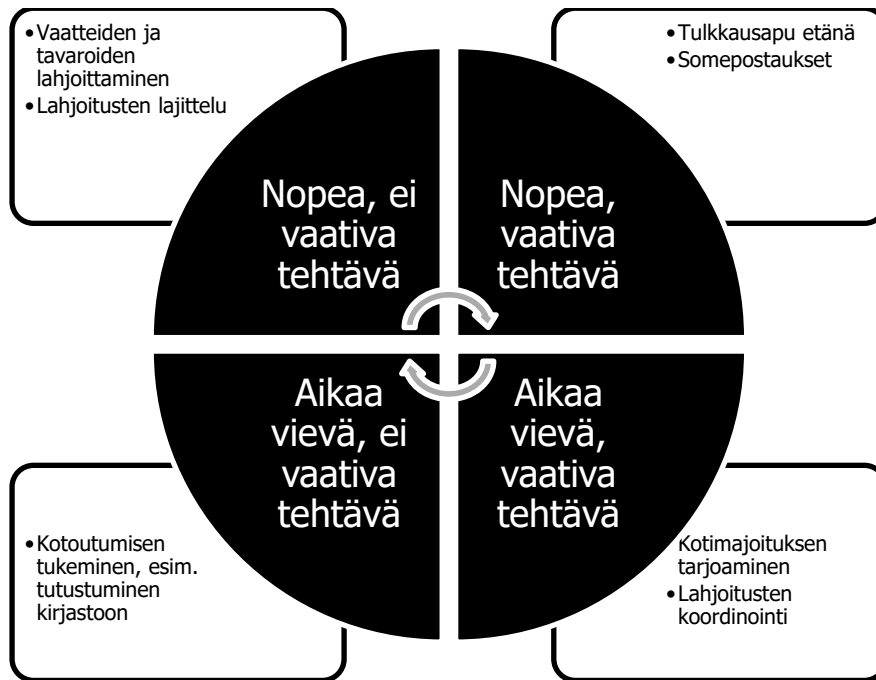 •Vaatteiden ja
tavaroiden
lahjoittaminen
•Lahjoitusten lajittelu
•Tulkkausapu etänä
•Somepostaukset
Nopea, ei
vaativa
tehtävä
Nopea,
vaativa
tehtävä
Aikaa
vievä, ei
vaativa
tehtävä
Aikaa
vievä,
vaativa
tehtävä
•Kotoutumisen
tukeminen, esim.
tutustuminen
kirjastoon
Kotimajoituksen
tarjoaminen
•Lahjoitusten
koordinointi